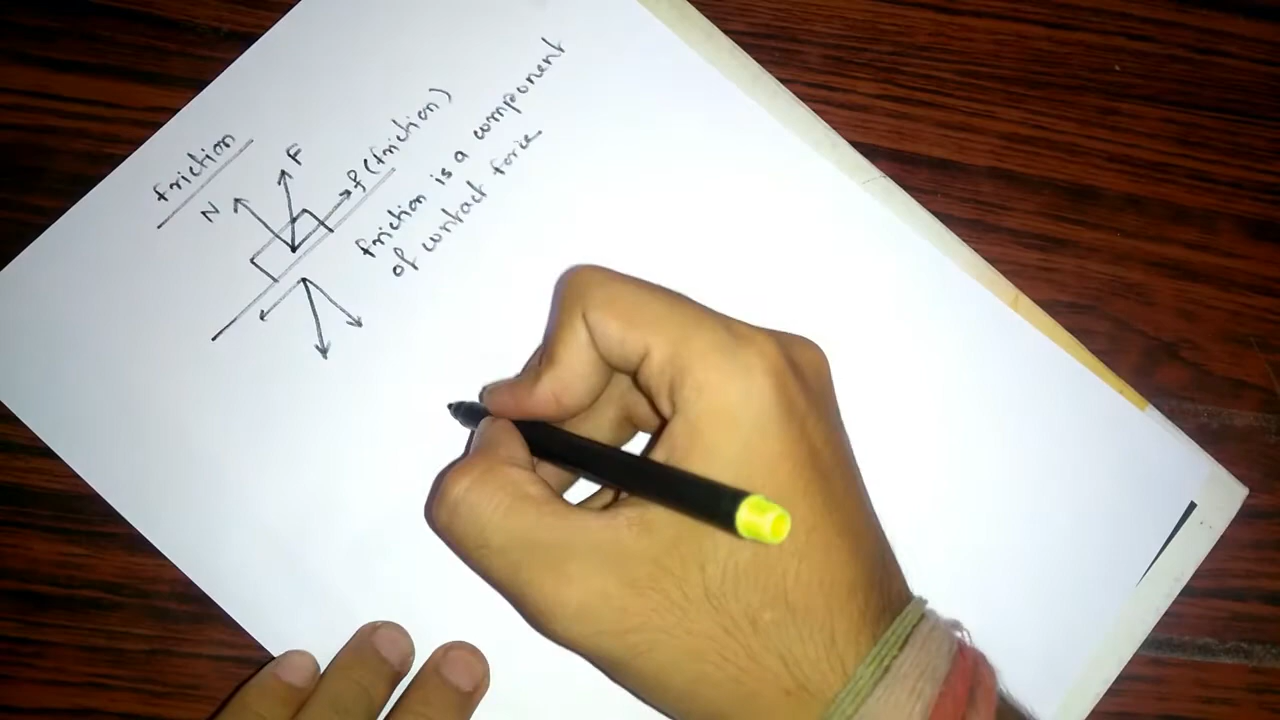 friction
N
F
f (friction)
friction is a component
of contact force